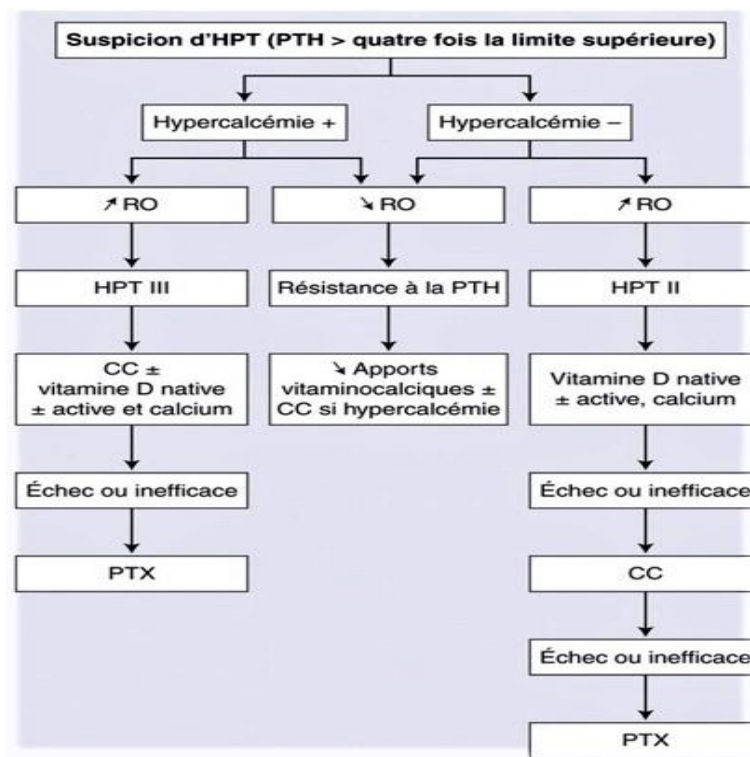 Suspicion d'HPT (PTH > quatre fois la limite supérieure)
Hypercalcémie +
Hypercalcémie –
↗ RO
↘ RO
↗ RO
HPT III
Résistance à la PTH
HPT II
CC ±
vitamine D native
± active et calcium
↘ Apports
vitaminocalciques ±
CC si hypercalcémie
Vitamine D native
± active, calcium
Échec ou inefficace
Échec ou inefficace
PTX
CC
Échec ou inefficace
PTX